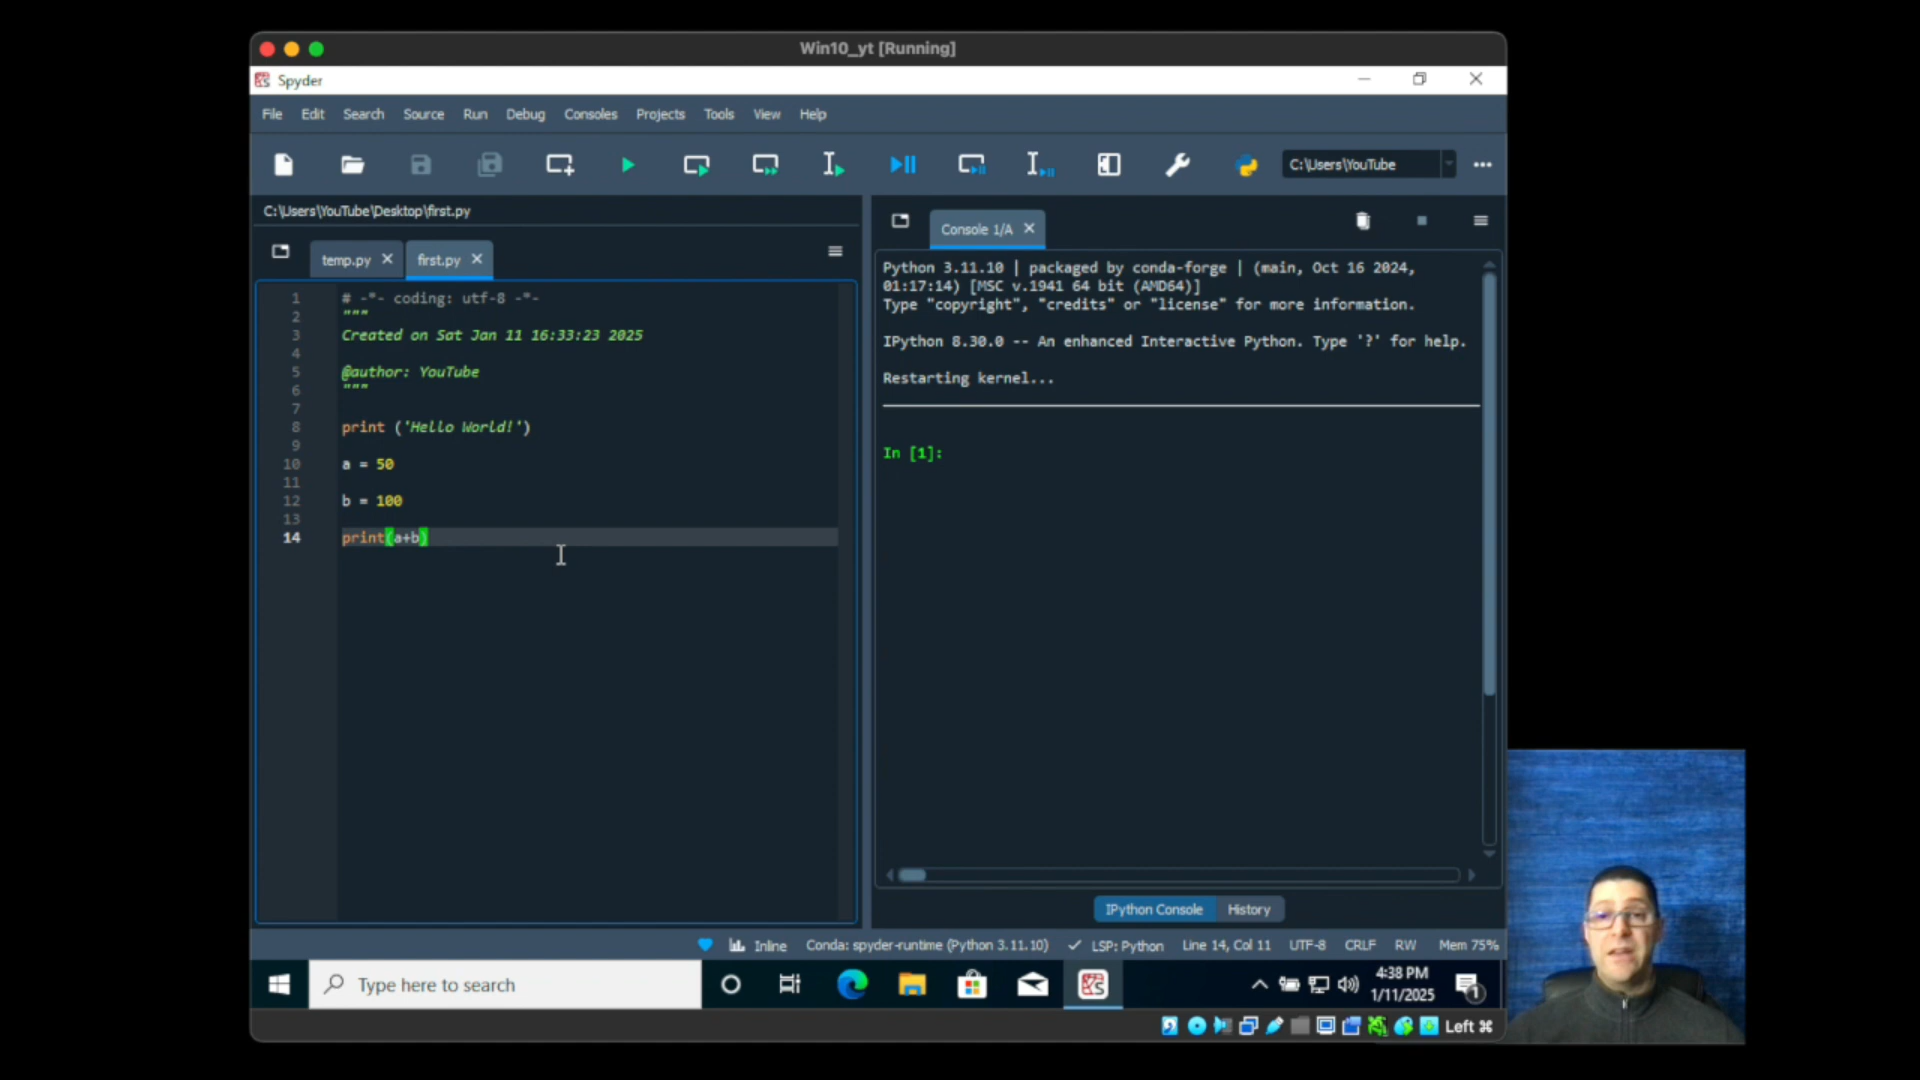 Win10_yt [Running]
Spyder
File Edit Search Source Run Debug Consoles Projects Tools View Help
C:\Users\YouTube
C:\Users\YouTube\Desktop\first.py
temp.py
first.py
1 # -*- coding: utf-8 -*-
2 """
3 Created on Sat Jan 11 16:33:23 2025
4
5 @author: YouTube
6 """
7
8 print ('Hello World!')
9
10 a = 50
11
12 b = 100
13
14 print(a+b)
Console 1/A
Python 3.11.10 | packaged by conda-forge | (main, Oct 16 2024,
01:17:14) [MSC v.1941 64 bit (AMD64)]
Type "copyright", "credits" or "license" for more information.
IPython 8.30.0 -- An enhanced Interactive Python. Type '?' for help.
Restarting kernel...
In [1]:
IPython Console History
Inline Conda: spyder-runtime (Python 3.11.10) LSP: Python Line 14, Col 11 UTF-8 CRLF RW Mem 75%
Type here to search
4:38 PM
1/11/2025
1
Left ⌘